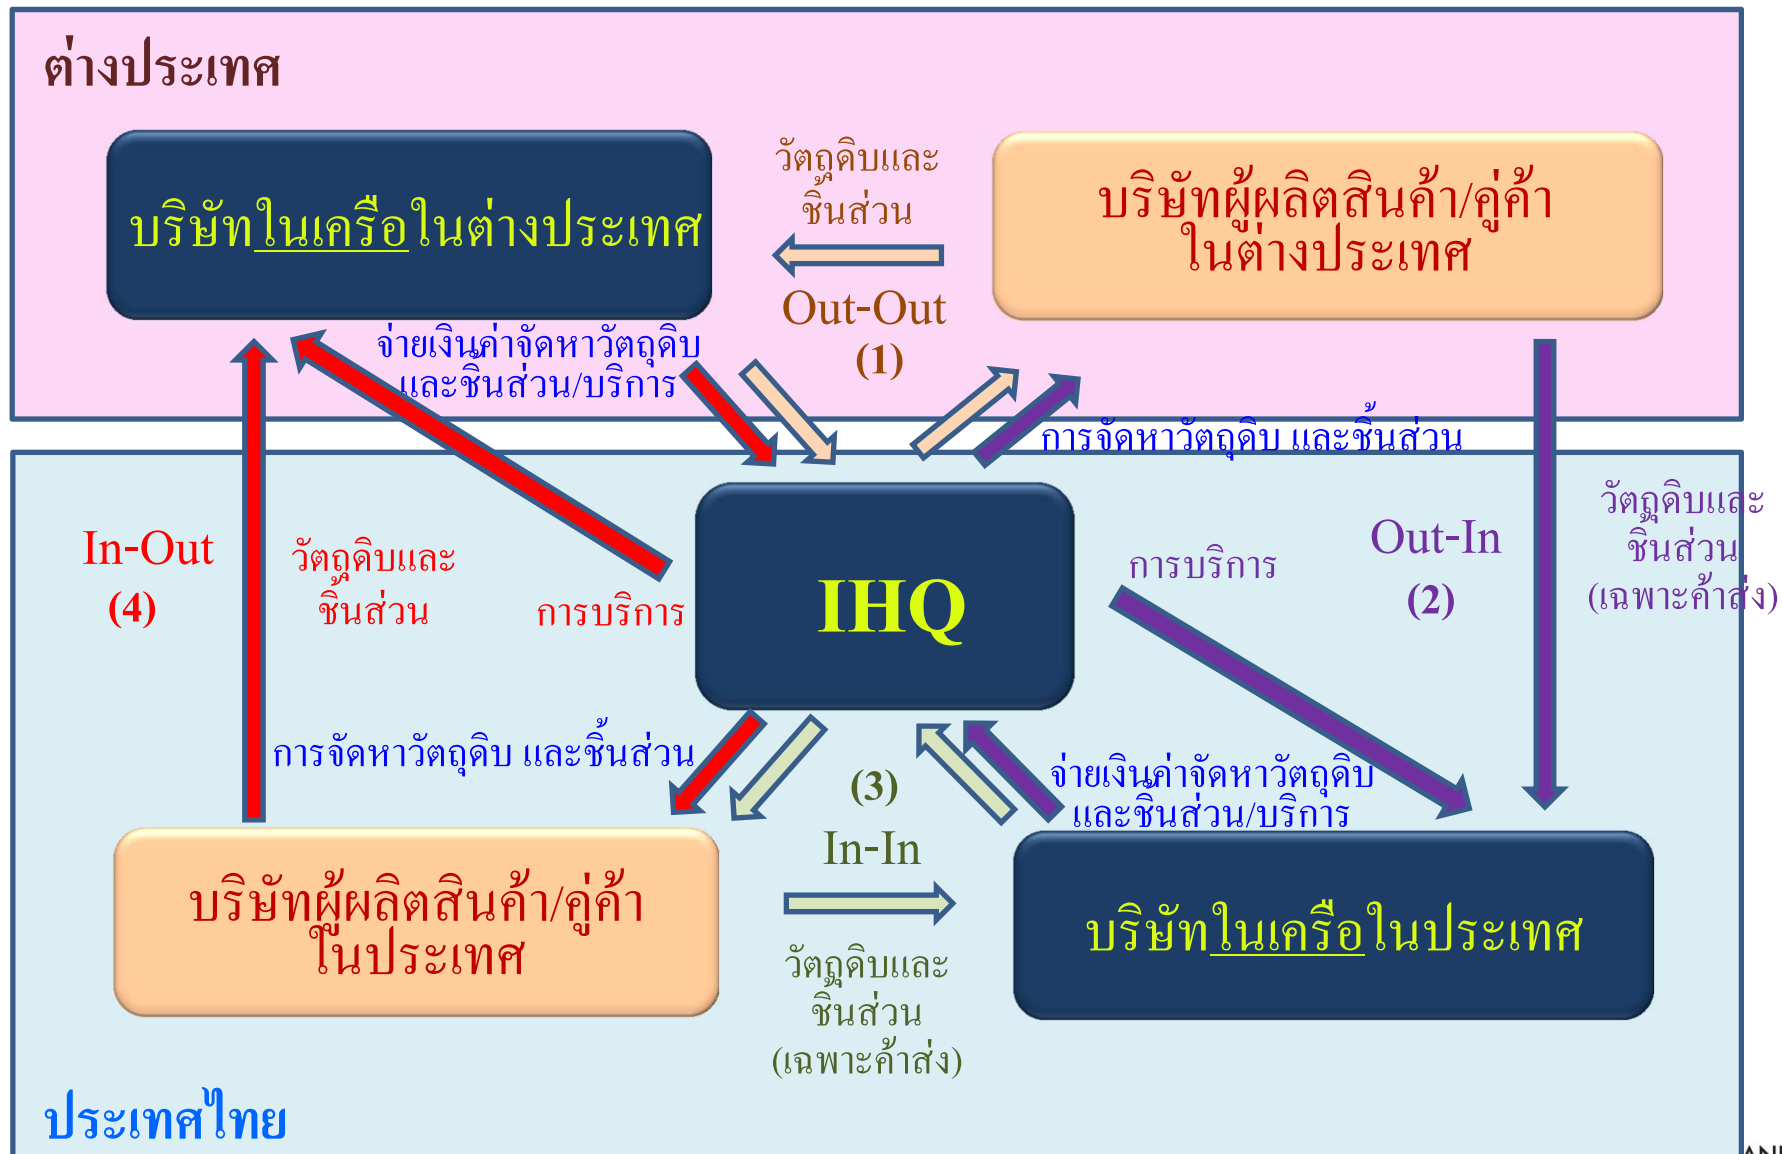 ต่างประเทศ
บริษัทในเครือในต่างประเทศ
วัตถุดิบและ
ชิ้นส่วน
Out-Out
(1)
บริษัทผู้ผลิตสินค้า/คู่ค้า
ในต่างประเทศ
จ่ายเงินค่าจัดหาวัตถุดิบ
และชิ้นส่วน/บริการ
การจัดหาวัตถุดิบ และชิ้นส่วน
In-Out
(4)
วัตถุดิบและ
ชิ้นส่วน
การบริการ
IHQ
การบริการ
Out-In
(2)
วัตถุดิบและ
ชิ้นส่วน
(เฉพาะค้าส่ง)
การจัดหาวัตถุดิบ และชิ้นส่วน
(3)
In-In
จ่ายเงินค่าจัดหาวัตถุดิบ
และชิ้นส่วน/บริการ
บริษัทผู้ผลิตสินค้า/คู่ค้า
ในประเทศ
วัตถุดิบและ
ชิ้นส่วน
(เฉพาะค้าส่ง)
บริษัทในเครือในประเทศ
ประเทศไทย